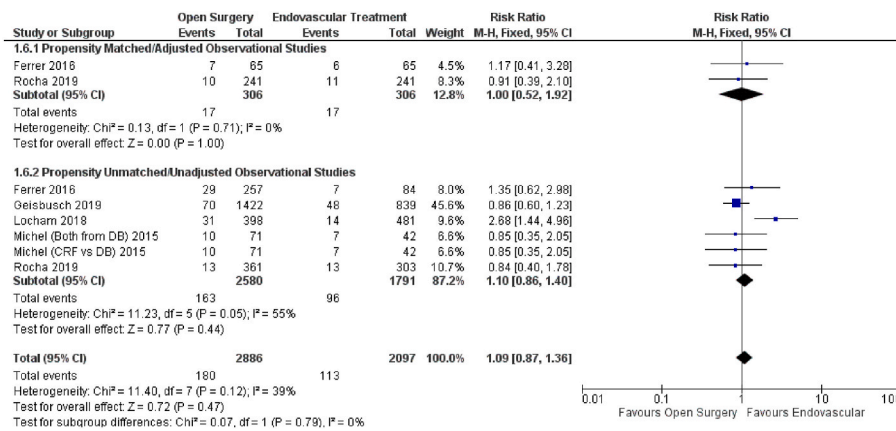 Open Surgery Endovascular Treatment Risk Ratio Risk Ratio
Study or Subgroup Events Total Events Total Weight M-H, Fixed, 95% CI M-H, Fixed, 95% CI
1.6.1 Propensity Matched/Adjusted Observational Studies
Ferrer 2016 7 65 6 65 4.5% 1.17 [0.41, 3.28]
Rocha 2019 10 241 11 241 8.3% 0.91 [0.39, 2.10]
Subtotal (95% CI) 306 306 12.8% 1.00 [0.52, 1.92]
Total events 17 17
Heterogeneity: Chi² = 0.13, df = 1 (P = 0.71); I² = 0%
Test for overall effect: Z = 0.00 (P = 1.00)
1.6.2 Propensity Unmatched/Unadjusted Observational Studies
Ferrer 2016 29 257 7 84 8.0% 1.35 [0.62, 2.98]
Geisbusch 2019 70 1422 48 839 45.6% 0.86 [0.60, 1.23]
Locham 2018 31 398 14 481 9.6% 2.68 [1.44, 4.96]
Michel (Both from DB) 2015 10 71 7 42 6.6% 0.85 [0.35, 2.05]
Michel (CRF vs DB) 2015 10 71 7 42 6.6% 0.85 [0.35, 2.05]
Rocha 2019 13 361 13 303 10.7% 0.84 [0.40, 1.78]
Subtotal (95% CI) 2580 1791 87.2% 1.10 [0.86, 1.40]
Total events 163 96
Heterogeneity: Chi² = 11.23, df = 5 (P = 0.05); I² = 55%
Test for overall effect: Z = 0.77 (P = 0.44)
Total (95% CI) 2886 2097 100.0% 1.09 [0.87, 1.36]
Total events 180 113
Heterogeneity: Chi² = 11.40, df = 7 (P = 0.12); I² = 39%
Test for overall effect: Z = 0.72 (P = 0.47)
Test for subgroup differences: Chi² = 0.07, df = 1 (P = 0.79), I² = 0%
0.01 0.1 1 10
Favours Open Surgery Favours Endovascular